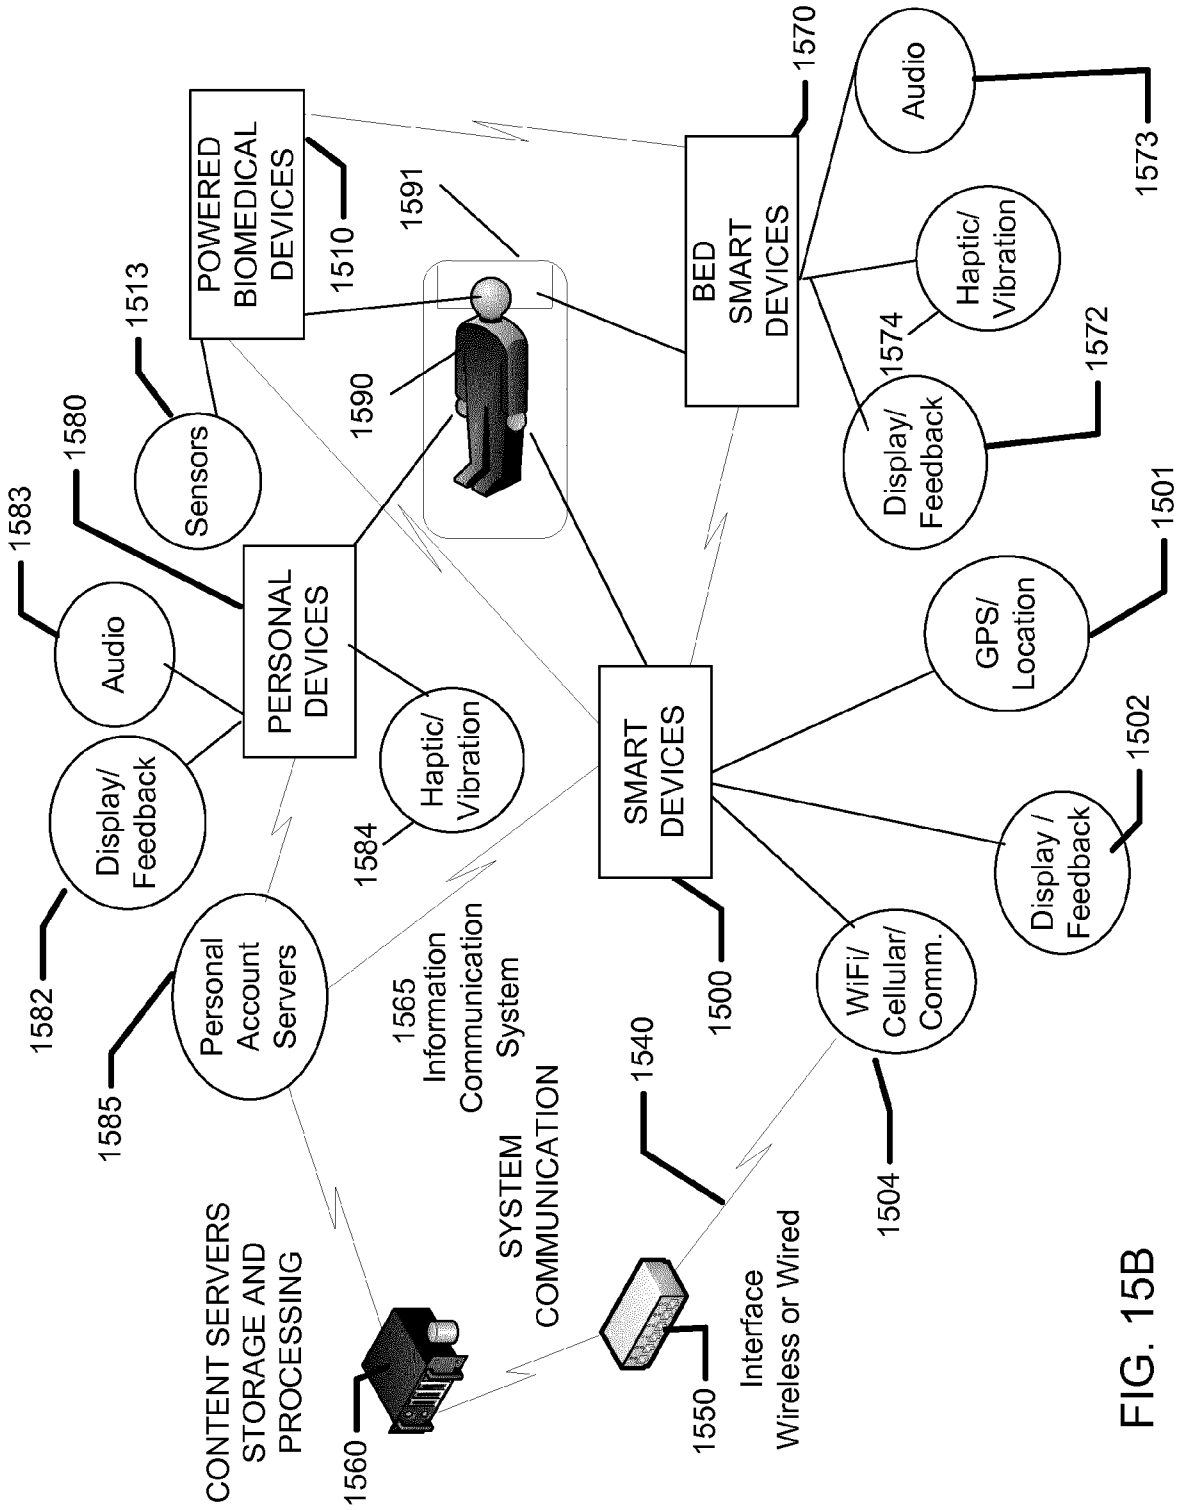 CONTENT SERVERS
STORAGE AND
PROCESSING
1560
1585
Personal
Account
Servers
1582
Display/
Feedback
1583
Audio
1580
PERSONAL
DEVICES
1584
Haptic/
Vibration
1513
Sensors
POWERED
BIOMEDICAL
DEVICES
1510
1590
1591
1565
Information
Communication
System
SYSTEM
COMMUNICATION
1540
1550
Interface
Wireless or Wired
SMART
DEVICES
1500
WiFi/
Cellular/
Comm.
1504
Display /
Feedback
1502
GPS/
Location
1501
BED
SMART
DEVICES
1570
Display/
Feedback
1572
1574
Haptic/
Vibration
Audio
1573
FIG. 15B